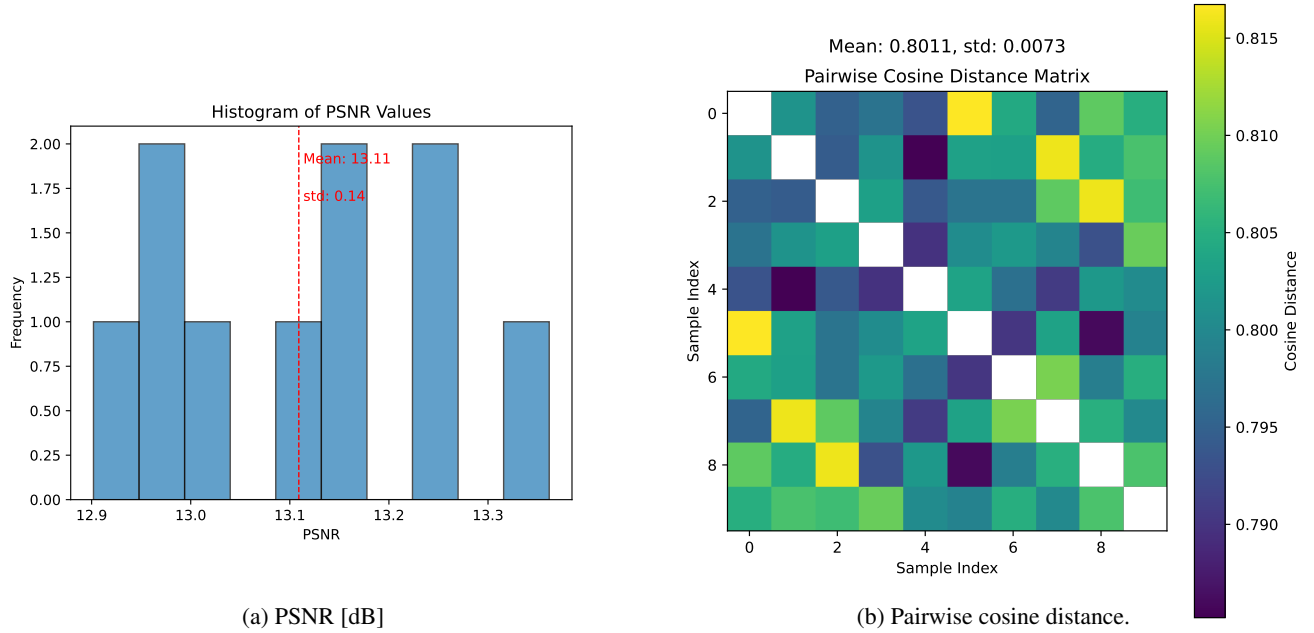 Histogram of PSNR Values
Frequency
2.00
1.75
1.50
1.25
1.00
0.75
0.50
0.25
0.00
Mean: 13.11
std: 0.14
12.9
13.0
13.1
13.2
13.3
PSNR
(a) PSNR [dB]
Mean: 0.8011, std: 0.0073
Pairwise Cosine Distance Matrix
Sample Index
0
2
4
6
8
0
2
4
6
8
Sample Index
0.815
0.810
0.805
0.800
0.795
0.790
Cosine Distance
(b) Pairwise cosine distance.